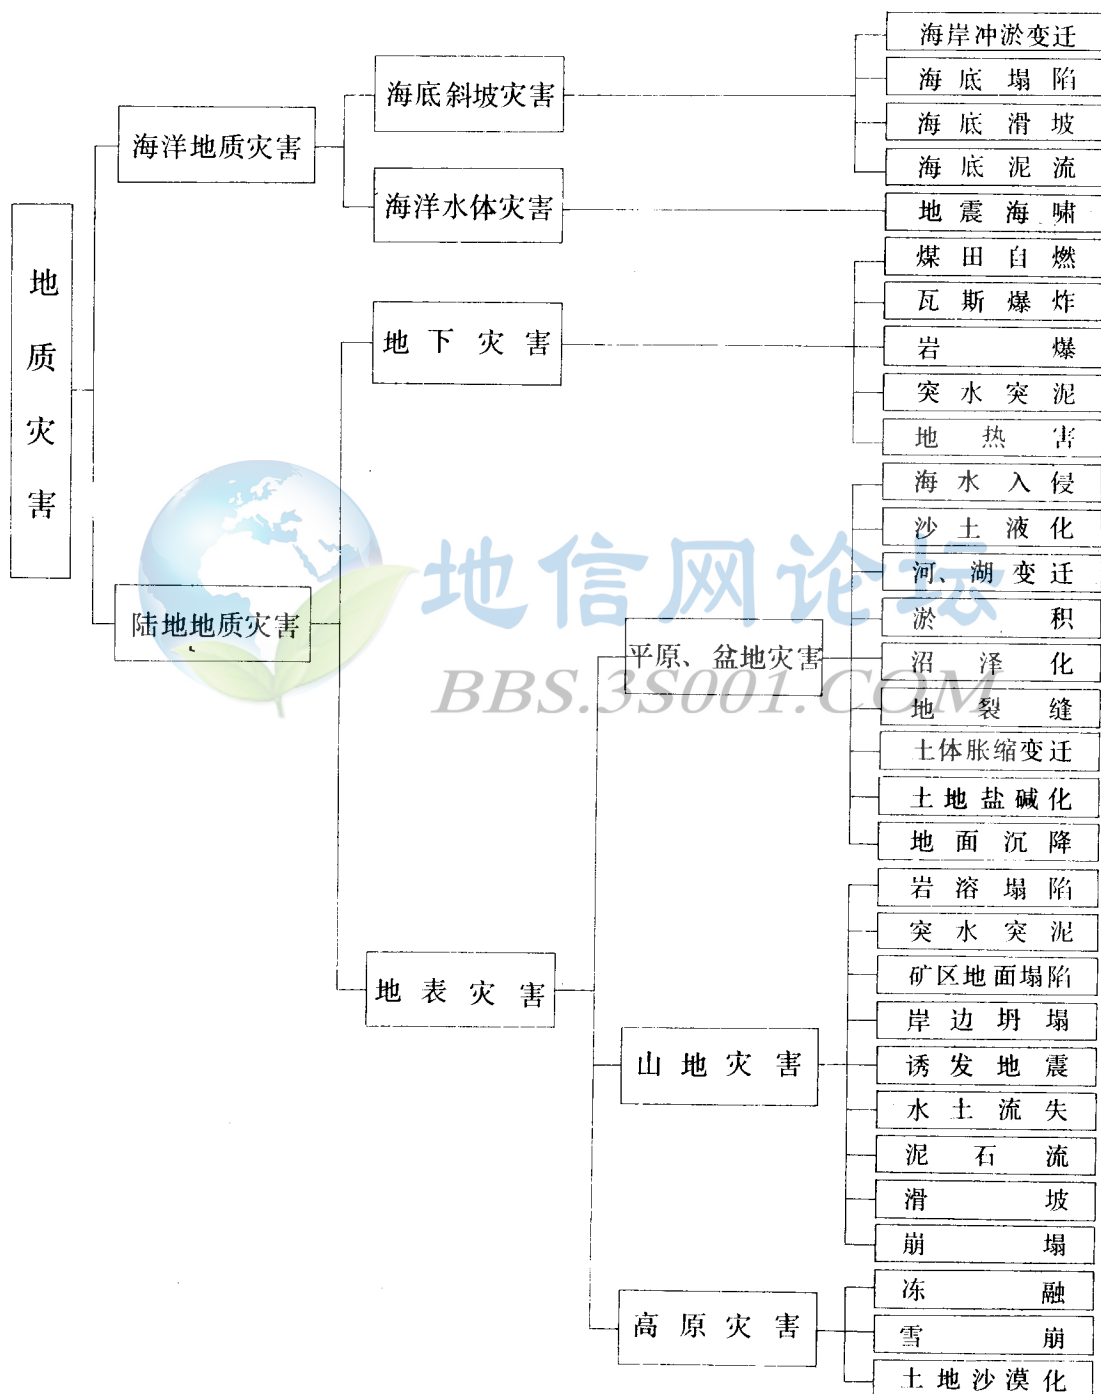 地质灾害
海洋地质灾害
海底斜坡灾害
海岸冲淤变迁
海底塌陷
海底滑坡
海底泥流
海洋水体灾害
地震海啸
陆地地质灾害
地下灾害
煤田自燃
瓦斯爆炸
岩爆
突水突泥
地热害
地表灾害
平原、盆地灾害
海水入侵
沙土液化
河、湖变迁
淤积
沼泽化
地裂缝
土体胀缩变迁
土地盐碱化
地面沉降
山地灾害
岩溶塌陷
突水突泥
矿区地面塌陷
岸边坍塌
诱发地震
水土流失
泥石流
滑坡
崩塌
高原灾害
冻融
雪崩
土地沙漠化
地信网论坛
BBS.3S001.COM